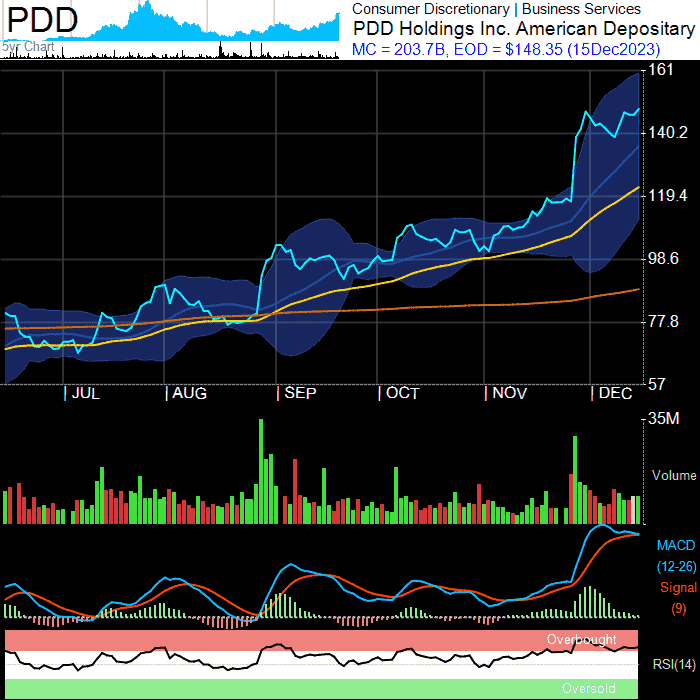 PDD
5yr Chart
Consumer Discretionary | Business Services
PDD Holdings Inc. American Depositary
MC = 203.7B, EOD = $148.35 (15Dec2023)
161
140.2
119.4
98.6
77.8
57
| JUL | AUG | SEP | OCT | NOV | DEC
35M
Volume
MACD
(12-26)
Signal
(9)
Overbought
RSI(14)
Oversold